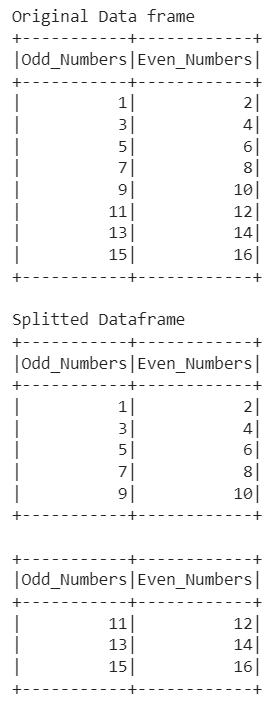 Original Data frame
+-----------+------------+
|Odd_Numbers|Even_Numbers|
+-----------+------------+
|          1|           2|
|          3|           4|
|          5|           6|
|          7|           8|
|          9|          10|
|         11|          12|
|         13|          14|
|         15|          16|
+-----------+------------+
Splitted Dataframe
+-----------+------------+
|Odd_Numbers|Even_Numbers|
+-----------+------------+
|          1|           2|
|          3|           4|
|          5|           6|
|          7|           8|
|          9|          10|
+-----------+------------+
+-----------+------------+
|Odd_Numbers|Even_Numbers|
+-----------+------------+
|         11|          12|
|         13|          14|
|         15|          16|
+-----------+------------+